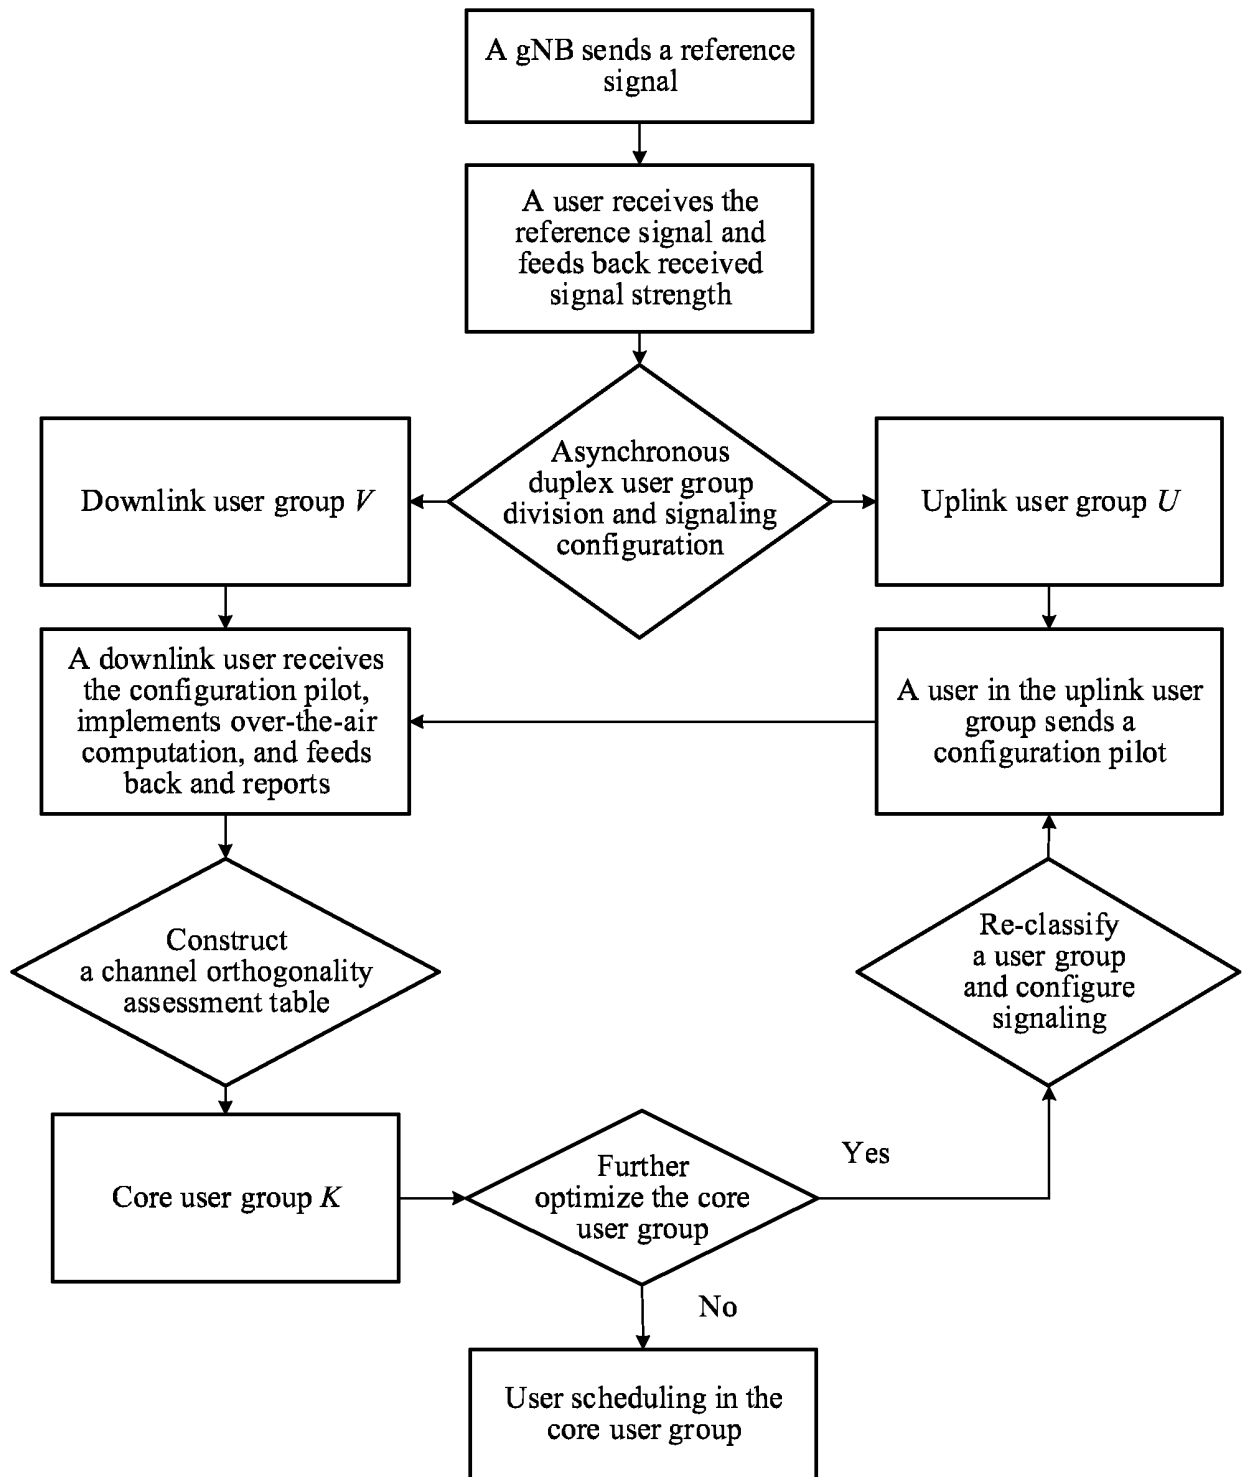 A gNB sends a reference
signal
A user receives the
reference signal and
feeds back received
signal strength
Asynchronous
duplex user group
division and signaling
configuration
Downlink user group V
Uplink user group U
A downlink user receives
the configuration pilot,
implements over-the-air
computation, and feeds
back and reports
A user in the uplink user
group sends a
configuration pilot
Construct
a channel orthogonality
assessment table
Re-classify
a user group
and configure
signaling
Core user group K
Further
optimize the core
user group
Yes
No
User scheduling in the
core user group